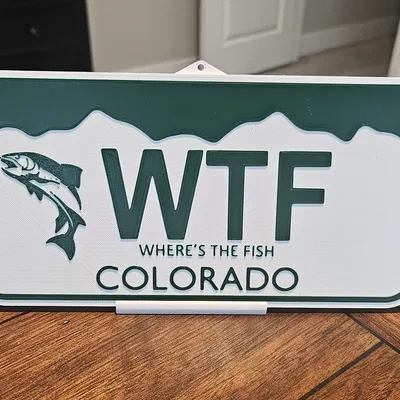 WTF
WHERE'S THE FISH
COLORADO